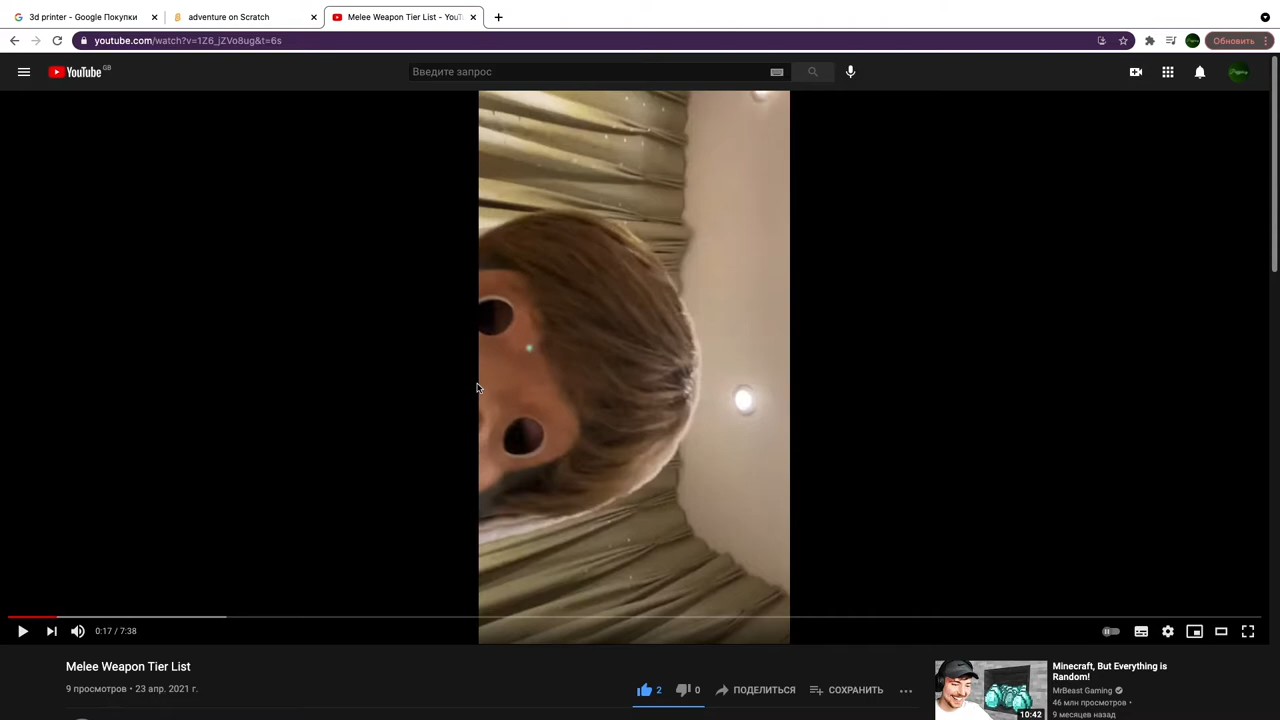 3d printer - Google Покупки
adventure on Scratch
Melee Weapon Tier List - YouT
youtube.com/watch?v=1Z6_jZVo8ug&t=6s
Обновить
YouTube GB
Введите запрос
0:17 / 7:38
Melee Weapon Tier List
9 просмотров • 23 апр. 2021 г.
2
0
ПОДЕЛИТЬСЯ
СОХРАНИТЬ
10:42
Minecraft, But Everything is
Random!
MrBeast Gaming
46 млн просмотров •
9 месяцев назад